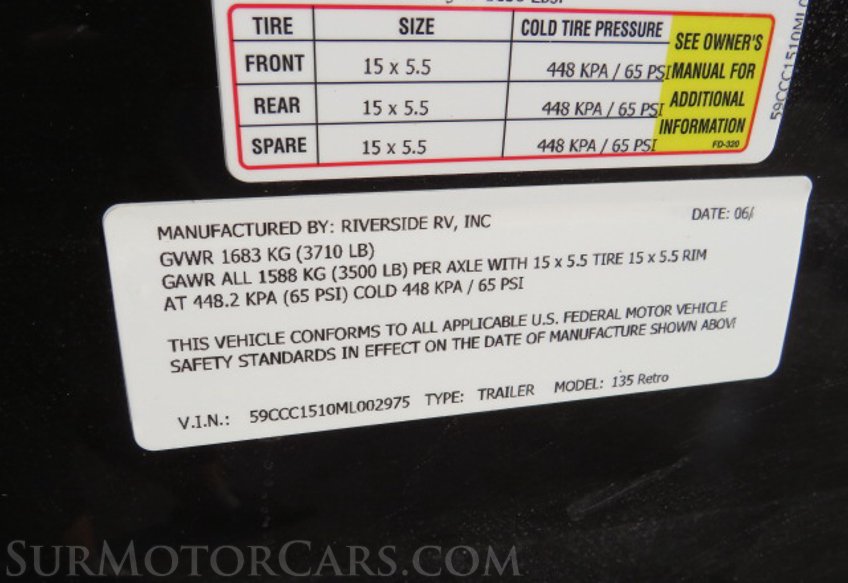 TIRE SIZE COLD TIRE PRESSURE
FRONT 15 x 5.5 448 KPA / 65 PSI
REAR 15 x 5.5 448 KPA / 65 PSI
SPARE 15 x 5.5 448 KPA / 65 PSI
SEE OWNER'S
MANUAL FOR
ADDITIONAL
INFORMATION
FD-320
59CCC1510ML0
MANUFACTURED BY: RIVERSIDE RV, INC DATE: 06/
GVWR 1683 KG (3710 LB)
GAWR ALL 1588 KG (3500 LB) PER AXLE WITH 15 x 5.5 TIRE 15 x 5.5 RIM
AT 448.2 KPA (65 PSI) COLD 448 KPA / 65 PSI
THIS VEHICLE CONFORMS TO ALL APPLICABLE U.S. FEDERAL MOTOR VEHICLE
SAFETY STANDARDS IN EFFECT ON THE DATE OF MANUFACTURE SHOWN ABOVE
V.I.N.: 59CCC1510ML002975 TYPE: TRAILER MODEL: 135 Retro
SURMOTORCARS.COM